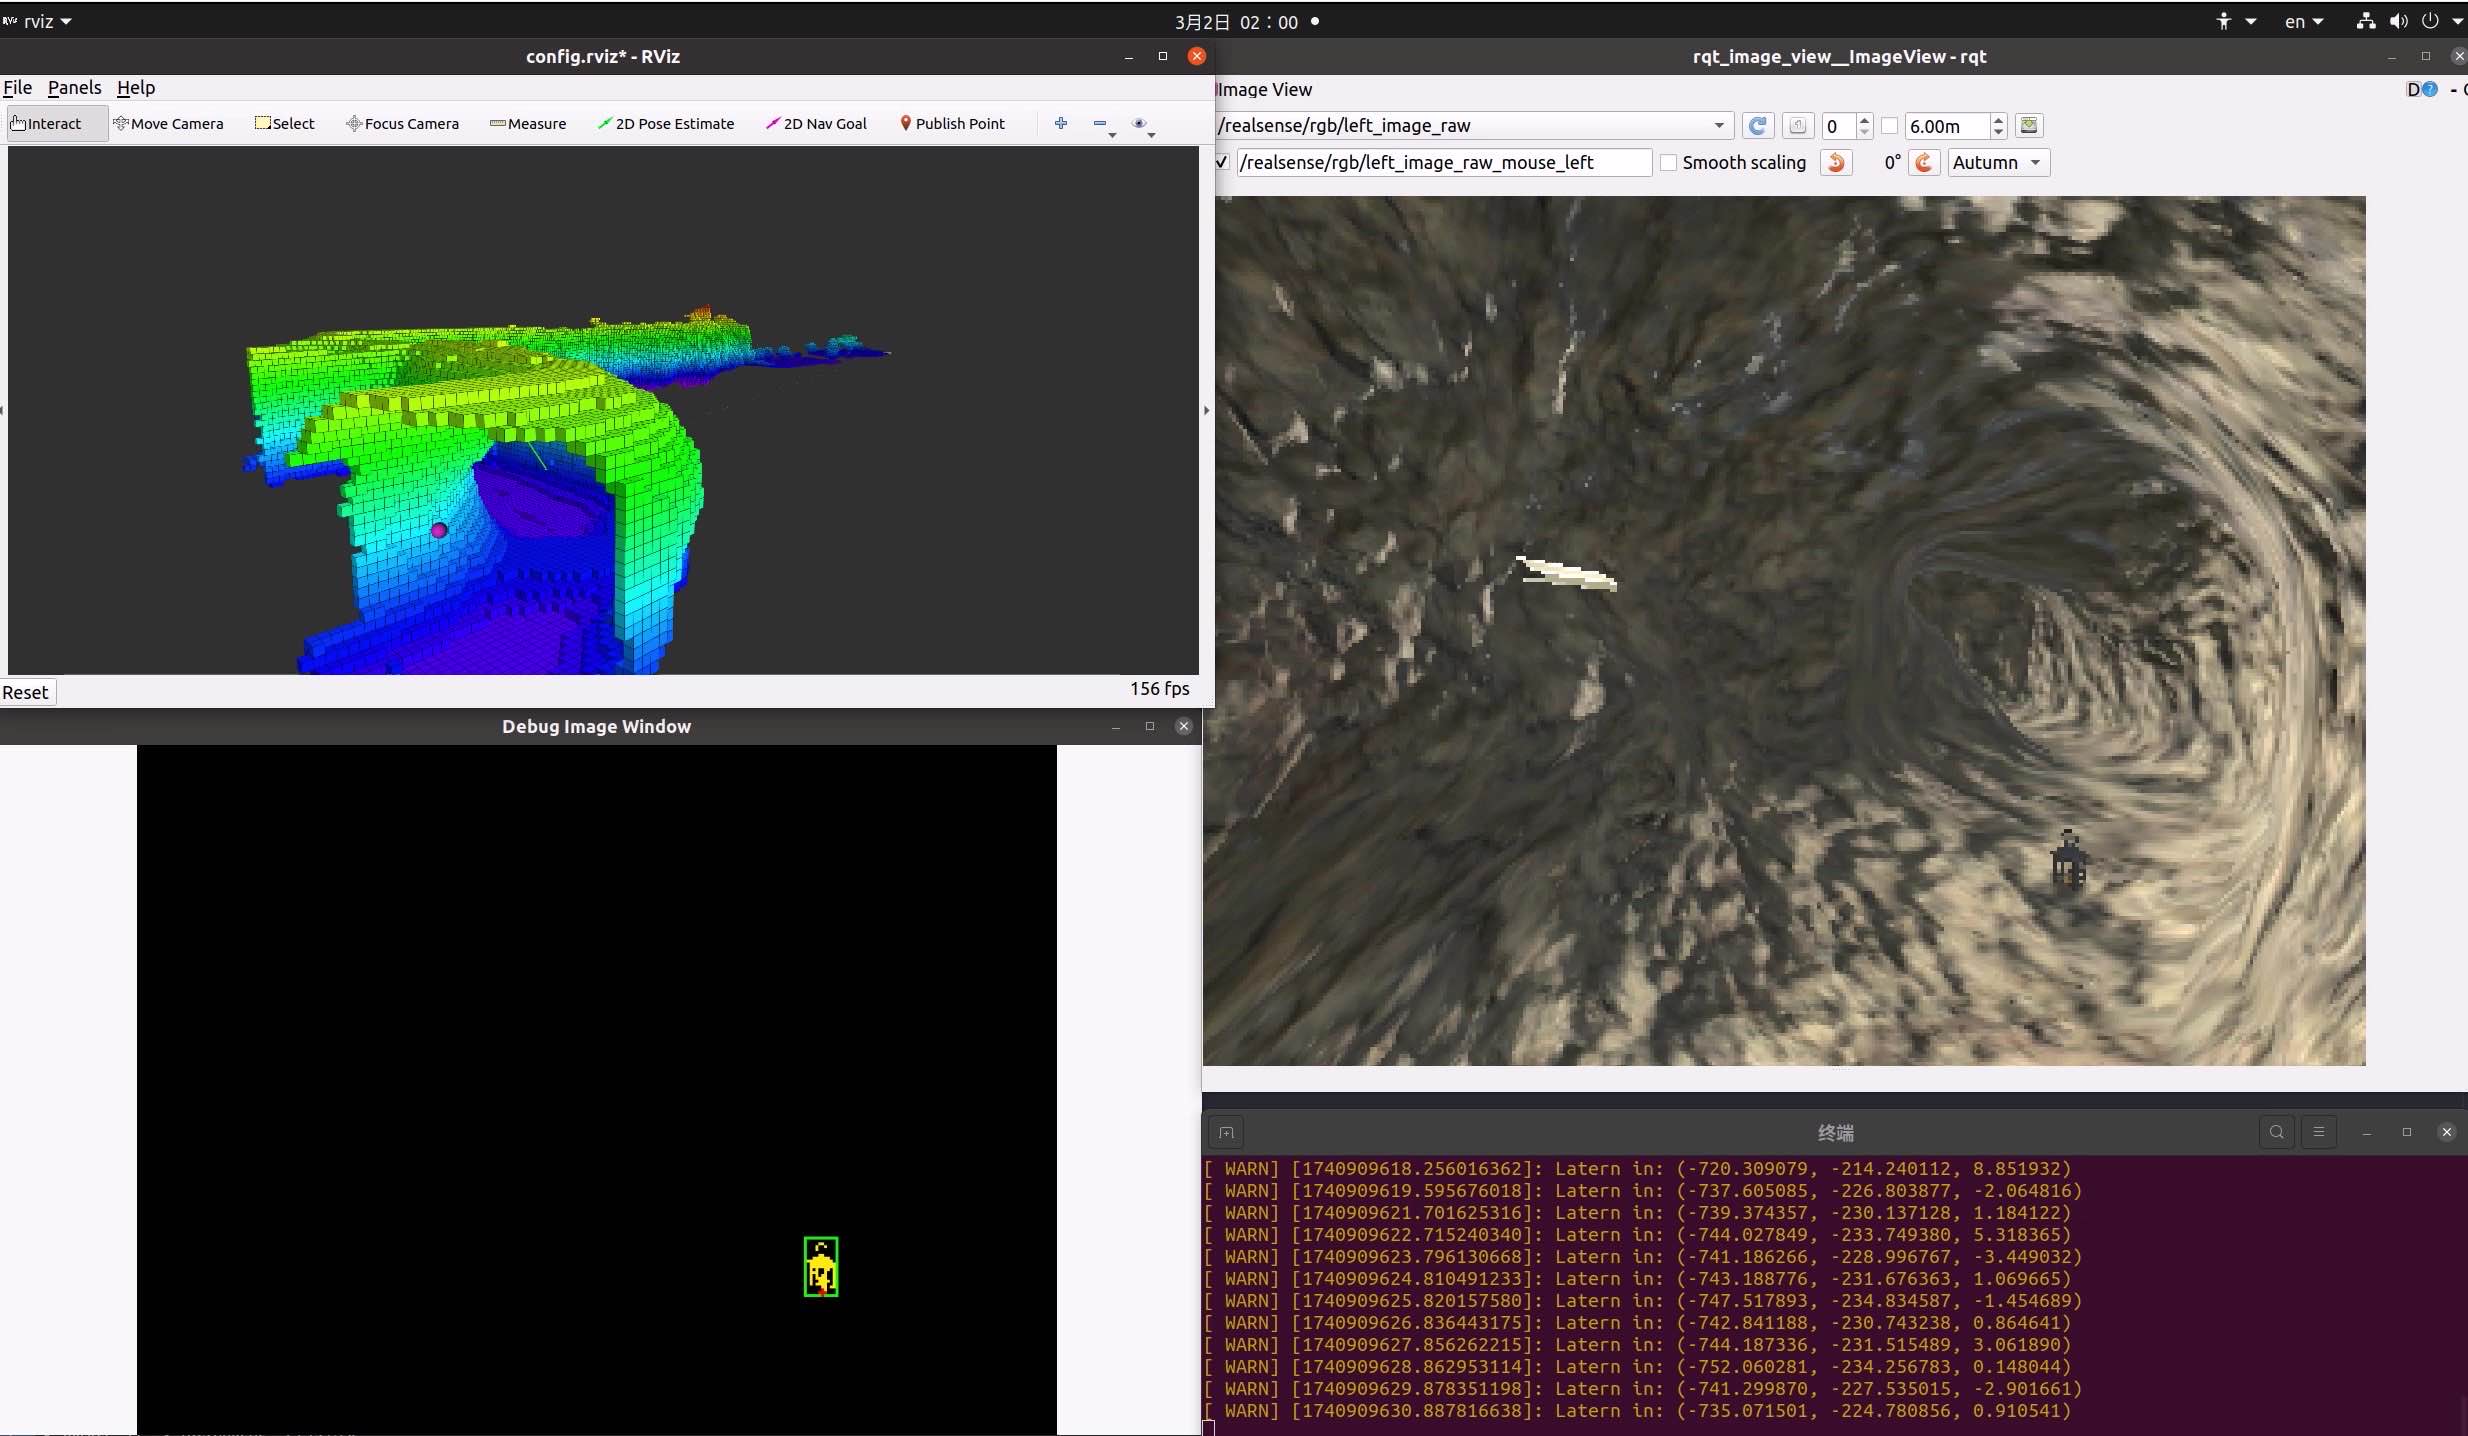 rviz
3月2日 02：00
en
config.rviz* - RViz
File Panels Help
Interact Move Camera Select Focus Camera Measure 2D Pose Estimate 2D Nav Goal Publish Point
Reset
156 fps
rqt_image_view__ImageView - rqt
Image View
D
/realsense/rgb/left_image_raw 0 6.00m
/realsense/rgb/left_image_raw_mouse_left Smooth scaling 0° Autumn
Debug Image Window
终端
[ WARN] [1740909618.256016362]: Latern in: (-720.309079, -214.240112, 8.851932)
[ WARN] [1740909619.595676018]: Latern in: (-737.605085, -226.803877, -2.064816)
[ WARN] [1740909621.701625316]: Latern in: (-739.374357, -230.137128, 1.184122)
[ WARN] [1740909622.715240340]: Latern in: (-744.027849, -233.749380, 5.318365)
[ WARN] [1740909623.796130668]: Latern in: (-741.186266, -228.996767, -3.449032)
[ WARN] [1740909624.810491233]: Latern in: (-743.188776, -231.676363, 1.069665)
[ WARN] [1740909625.820157580]: Latern in: (-747.517893, -234.834587, -1.454689)
[ WARN] [1740909626.836443175]: Latern in: (-742.841188, -230.743238, 0.864641)
[ WARN] [1740909627.856262215]: Latern in: (-744.187336, -231.515489, 3.061890)
[ WARN] [1740909628.862953114]: Latern in: (-752.060281, -234.256783, 0.148044)
[ WARN] [1740909629.878351198]: Latern in: (-741.299870, -227.535015, -2.901661)
[ WARN] [1740909630.887816638]: Latern in: (-735.071501, -224.780856, 0.910541)